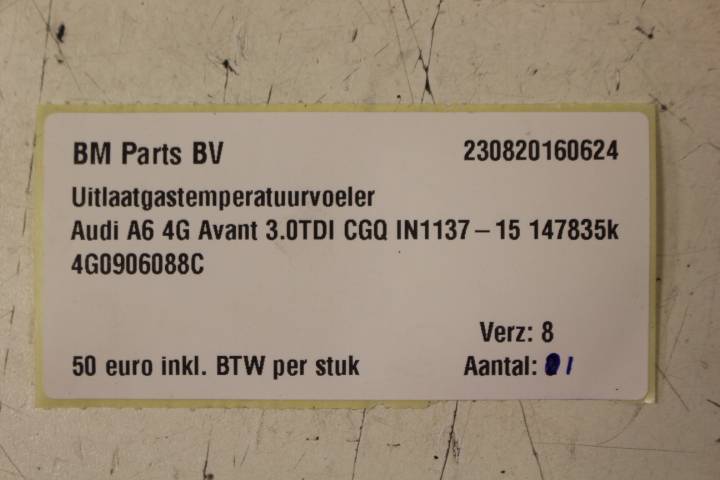 BM Parts BV 230820160624
Uitlaatgastemperatuurvoeler
Audi A6 4G Avant 3.0TDI CGQ IN1137-15 147835k
4G0906088C
Verz: 8
50 euro inkl. BTW per stuk Aantal: 1